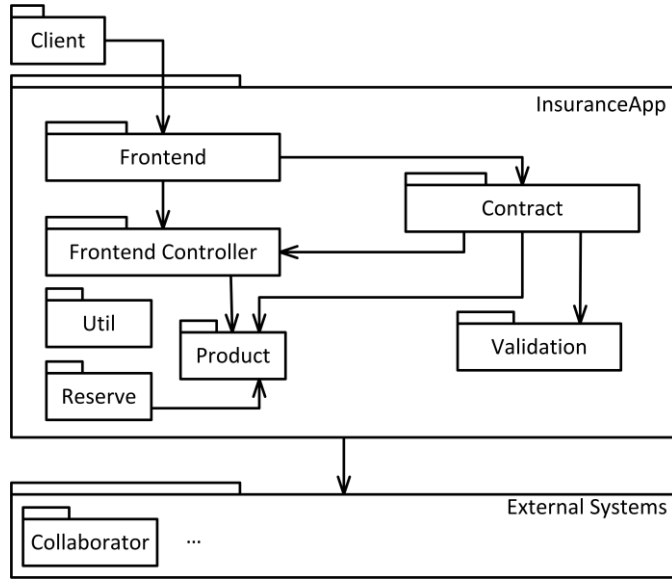 Client
InsuranceApp
Frontend
Contract
Frontend Controller
Util
Product
Validation
Reserve
External Systems
Collaborator
...